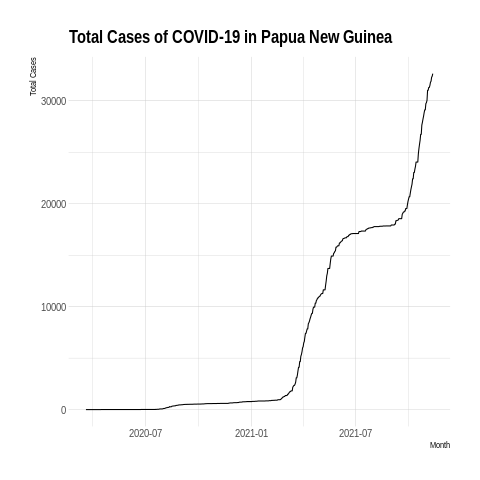 Total Cases of COVID-19 in Papua New Guinea
Total Cases
30000
20000
10000
0
2020-07 2021-01 2021-07
Month